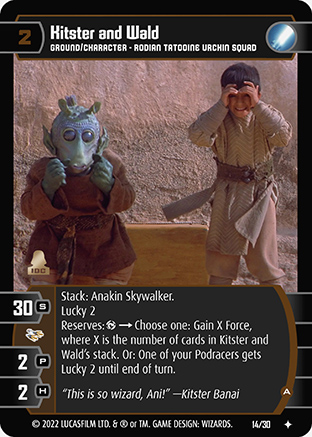 2
Kitster and Wald
GROUND/CHARACTER - RODIAN TATOOINE URCHIN SQUAD
IDC
30 S
2 P
2 H
Stack: Anakin Skywalker.
Lucky 2
Reserves: → Choose one: Gain X Force,
where X is the number of cards in Kitster and
Wald's stack. Or: One of your Podracers gets
Lucky 2 until end of turn.
"This is so wizard, Ani!" —Kitster Banai
A
© 2022 LUCASFILM LTD. & ® or TM. GAME DESIGN: WIZARDS.
14/30